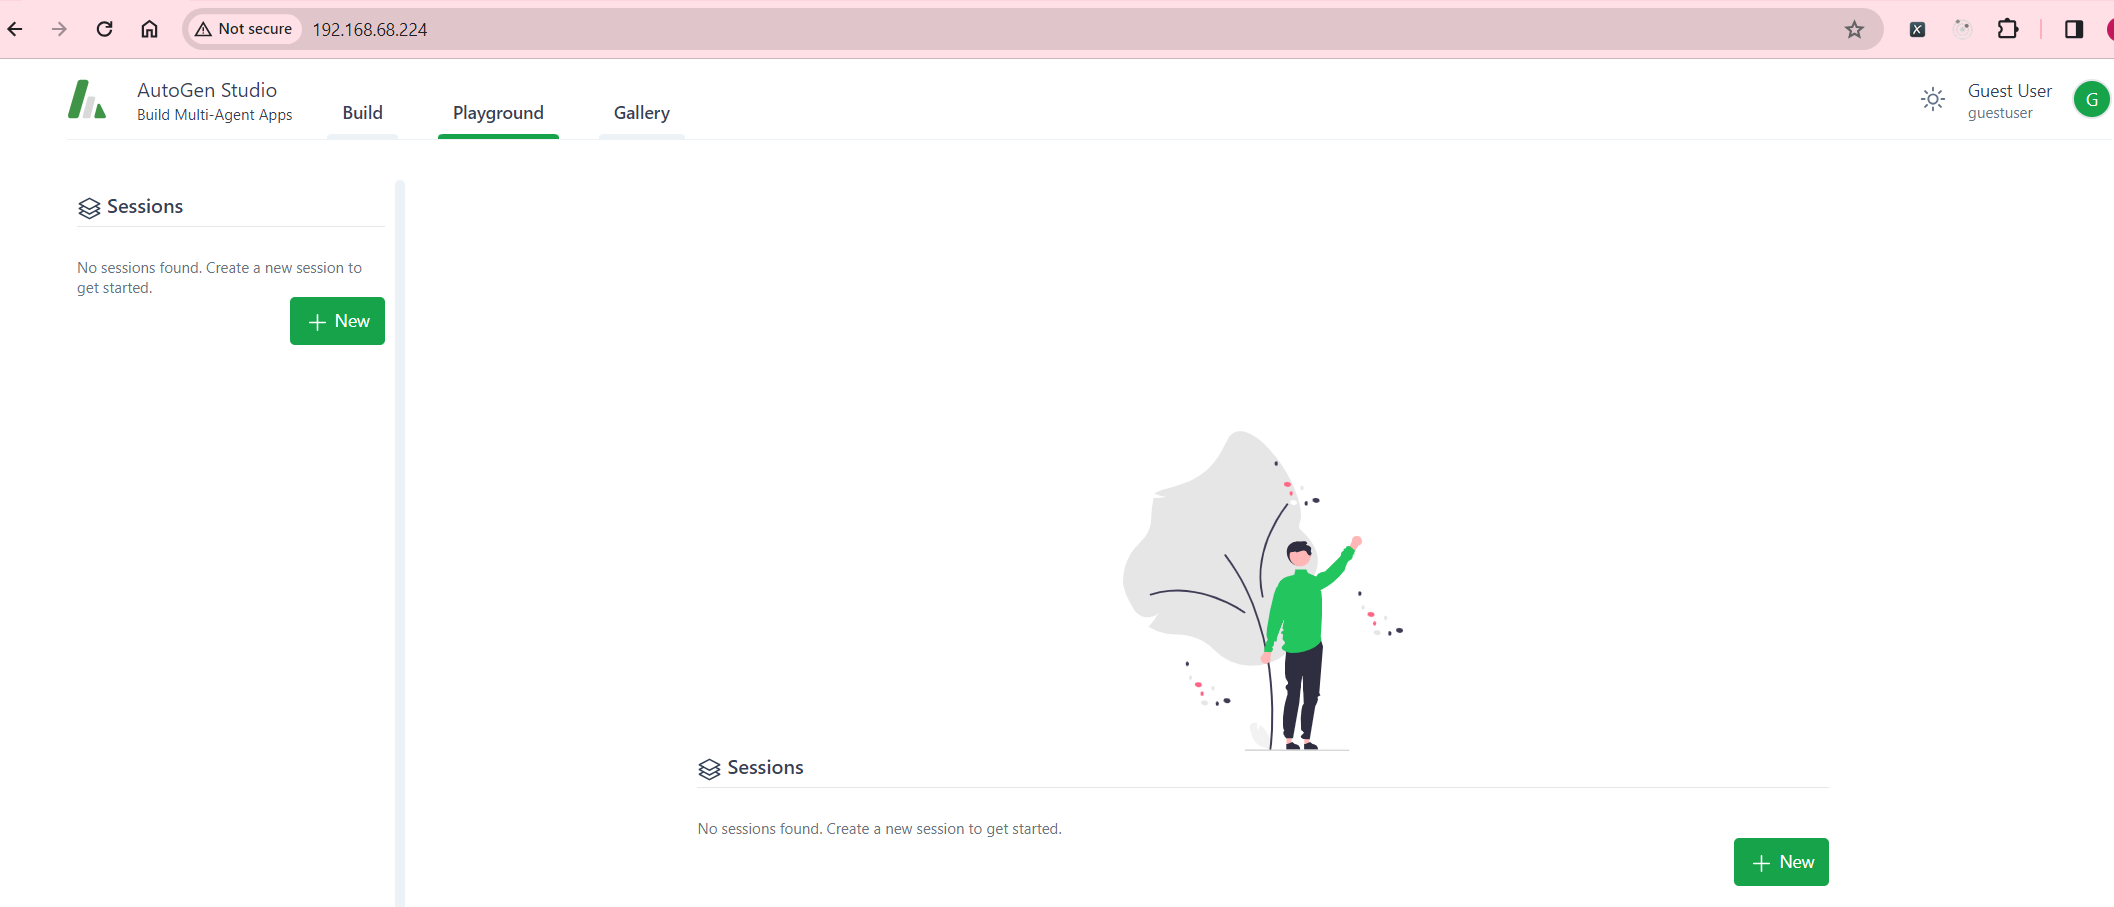 Not secure
192.168.68.224
AutoGen Studio
Build Multi-Agent Apps
Build
Playground
Gallery
Guest User
guestuser
G
Sessions
No sessions found. Create a new session to
get started.
New
Sessions
No sessions found. Create a new session to get started.
New